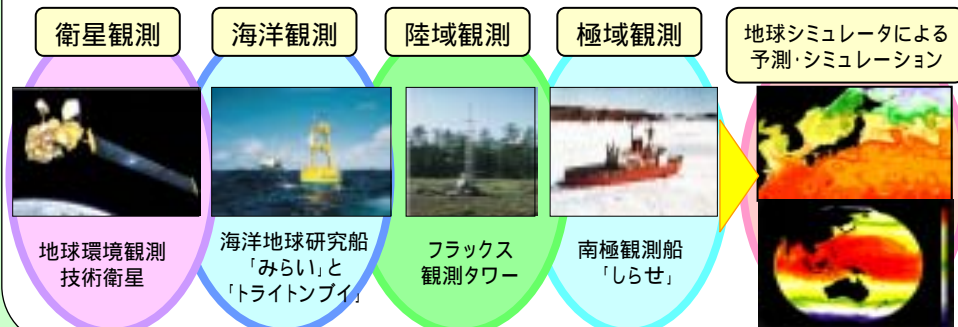 衛星観測
海洋観測
陸域観測
極域観測
地球シミュレータによる
予測・シミュレーション
地球環境観測
技術衛星
海洋地球研究船
「みらい」と
「トライトンブイ」
フラックス
観測タワー
南極観測船
「しらせ」